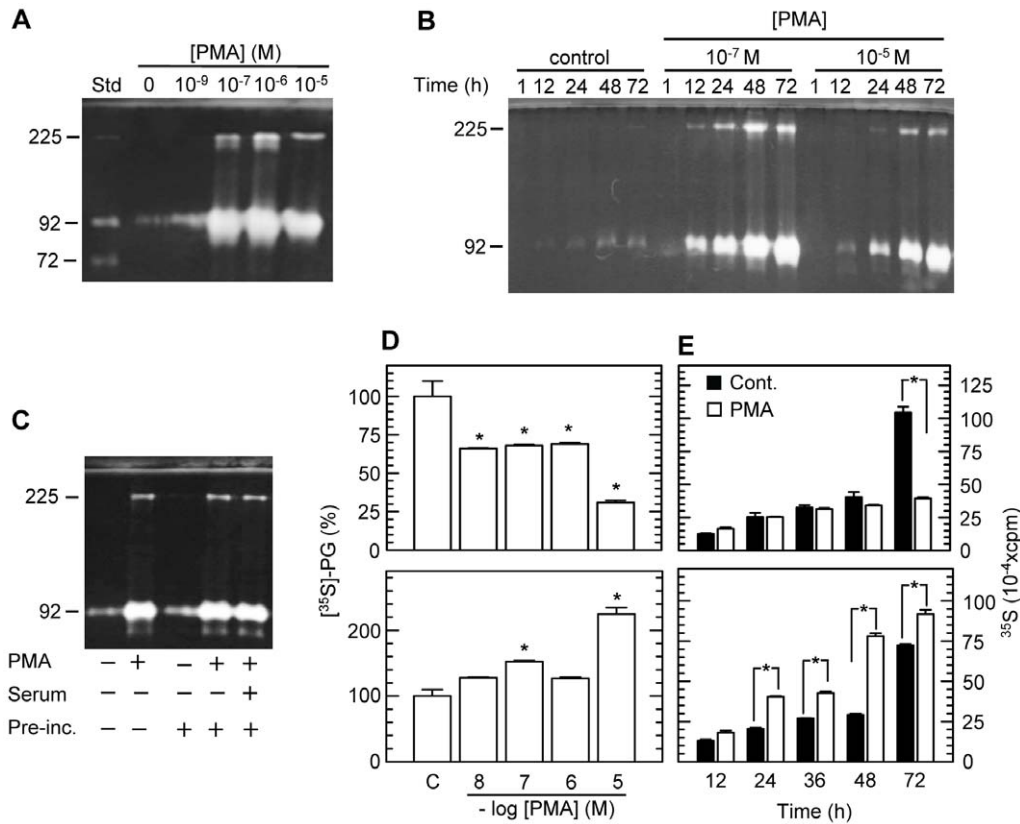 A
[PMA] (M)
Std 0 10⁻⁹ 10⁻⁷ 10⁻⁶ 10⁻⁵
225
92
72
B
[PMA]
control 10⁻⁷ M 10⁻⁵ M
Time (h) 1 12 24 48 72 1 12 24 48 72 1 12 24 48 72
225
92
C
225
92
PMA – + – + +
Serum – – – – +
Pre-inc. – + + +
D
[³⁵S]-PG (%)
100
75
50
25
0
200
100
0
C 8 7 6 5
- log [PMA] (M)
* * * *
* *
E
Cont.
PMA
*
125
100
75
50
25
0
* * * *
100
75
50
25
0
³⁵S (10⁻⁴xcpm)
12 24 36 48 72
Time (h)